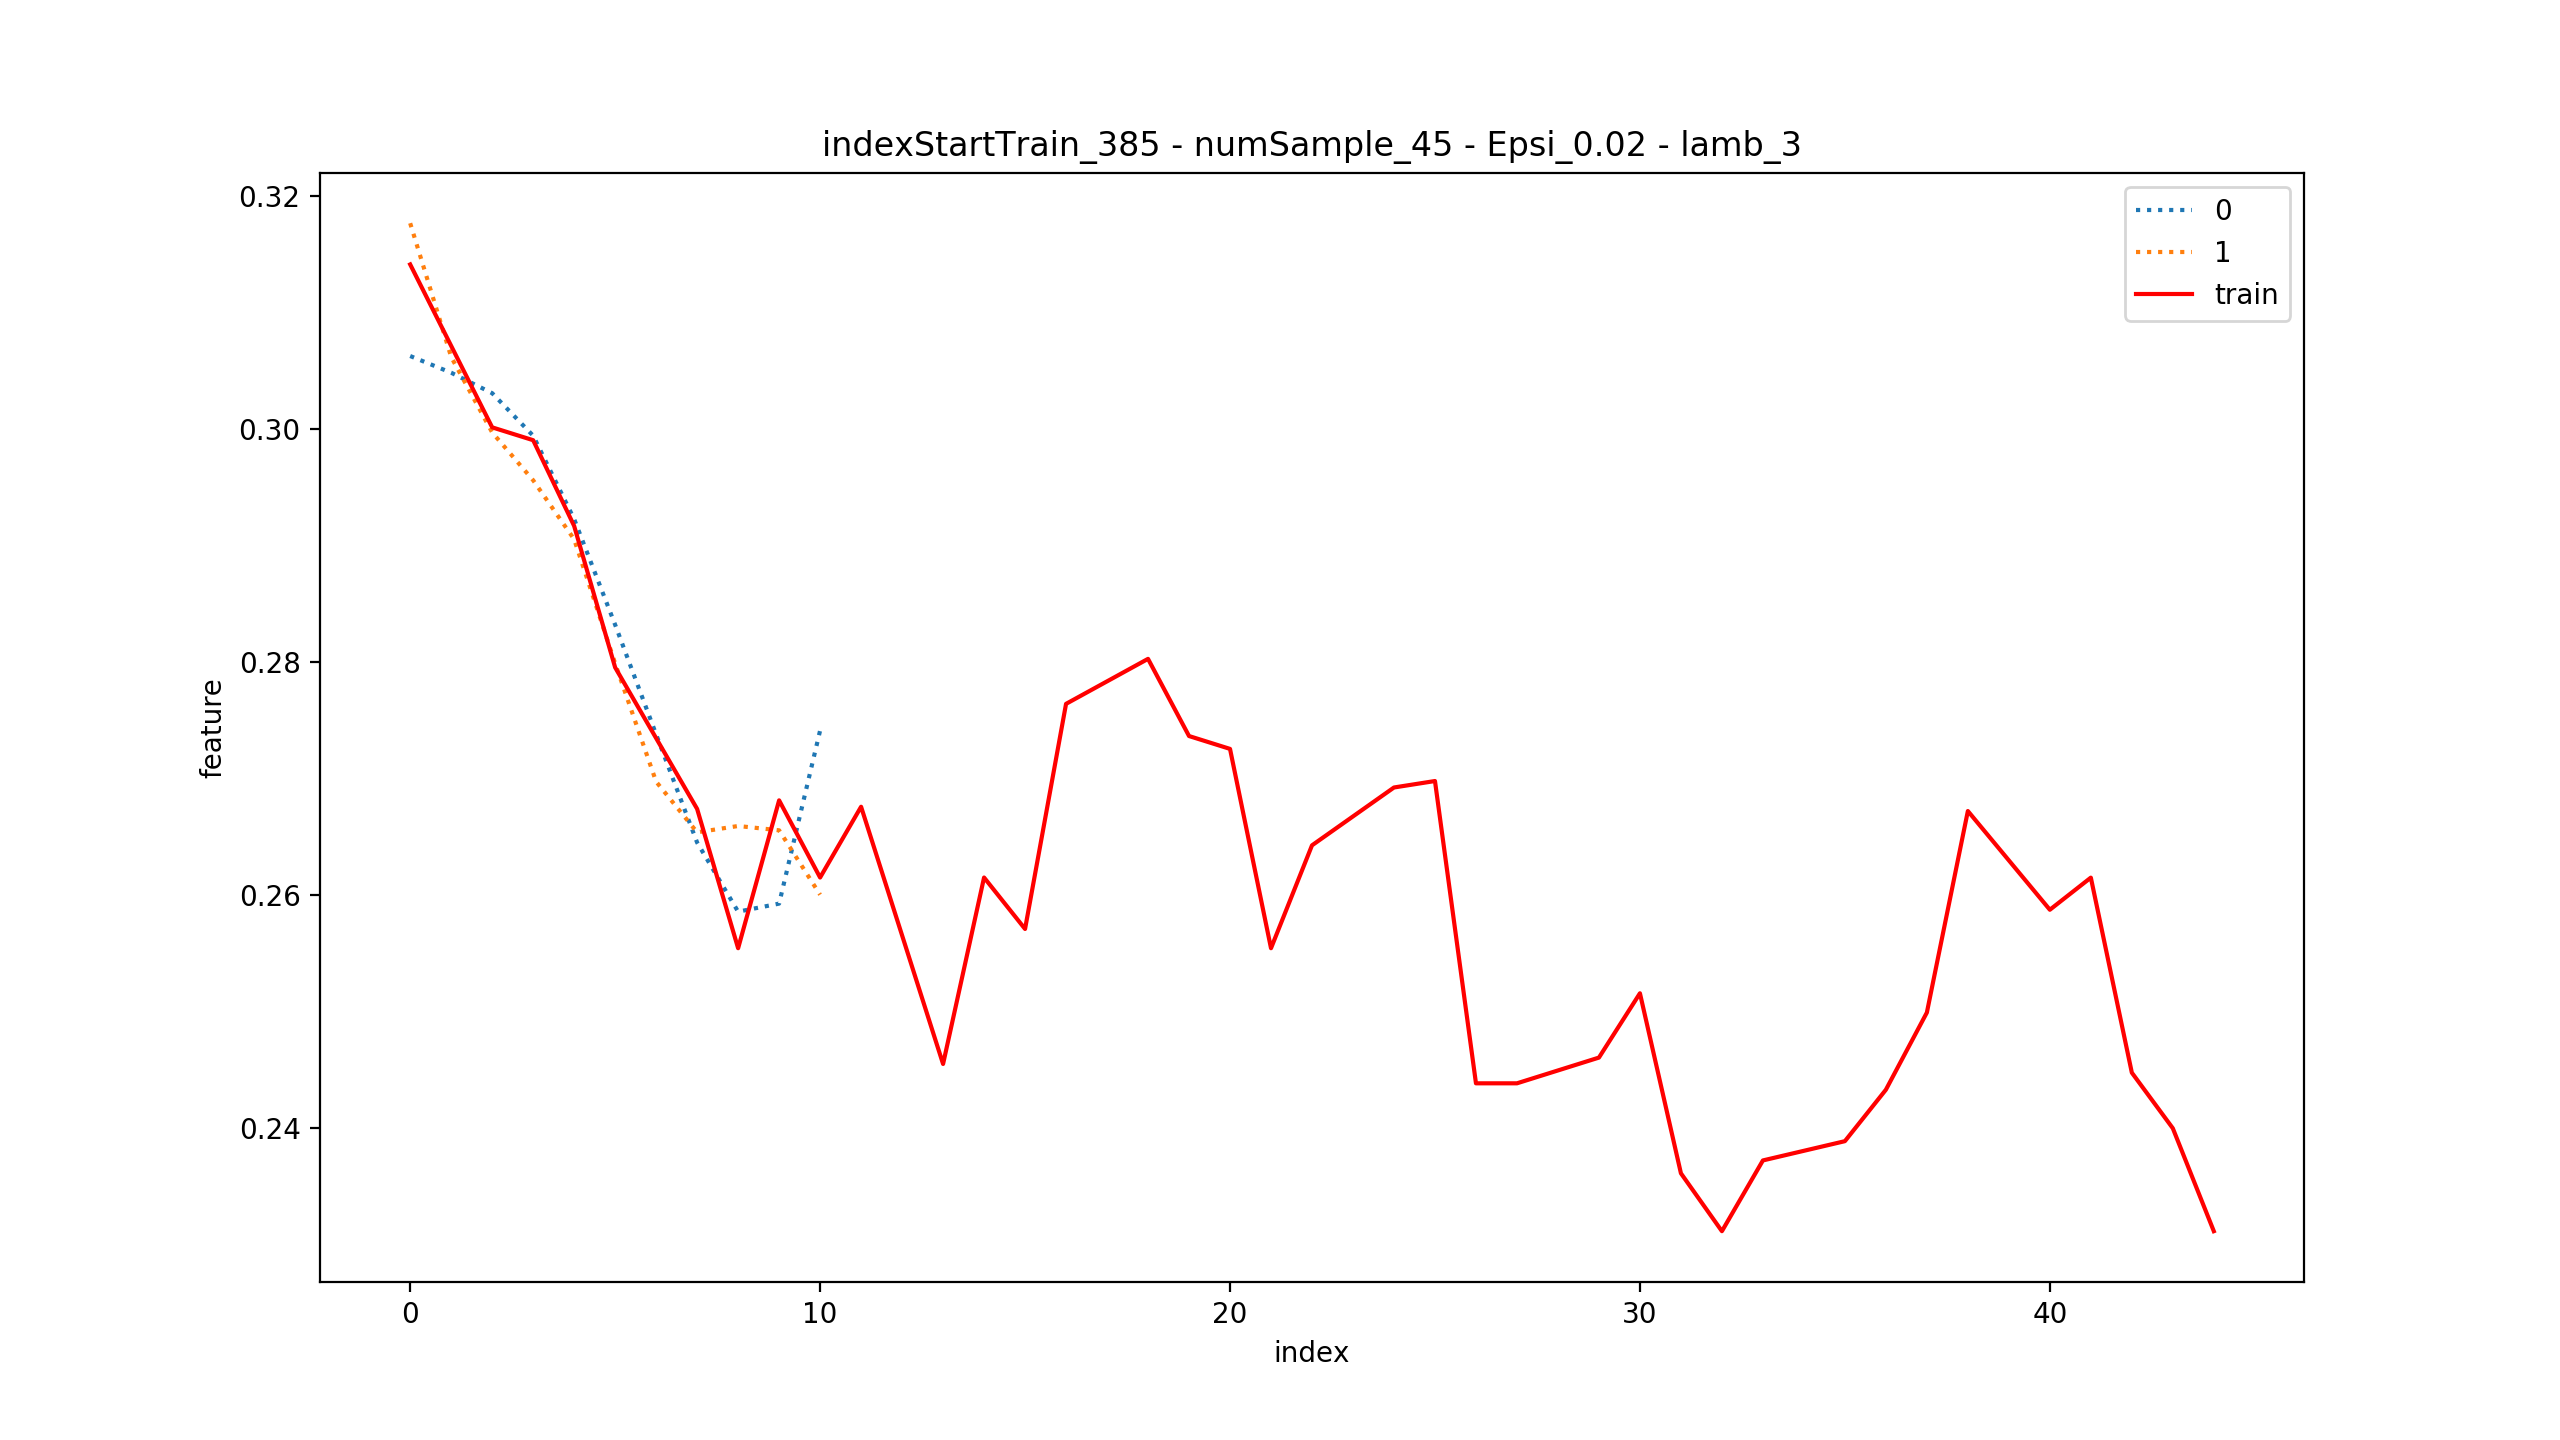 indexStartTrain_385 - numSample_45 - Epsi_0.02 - lamb_3
0
1
train
0.32
0.30
0.28
0.26
0.24
feature
0 10 20 30 40
index